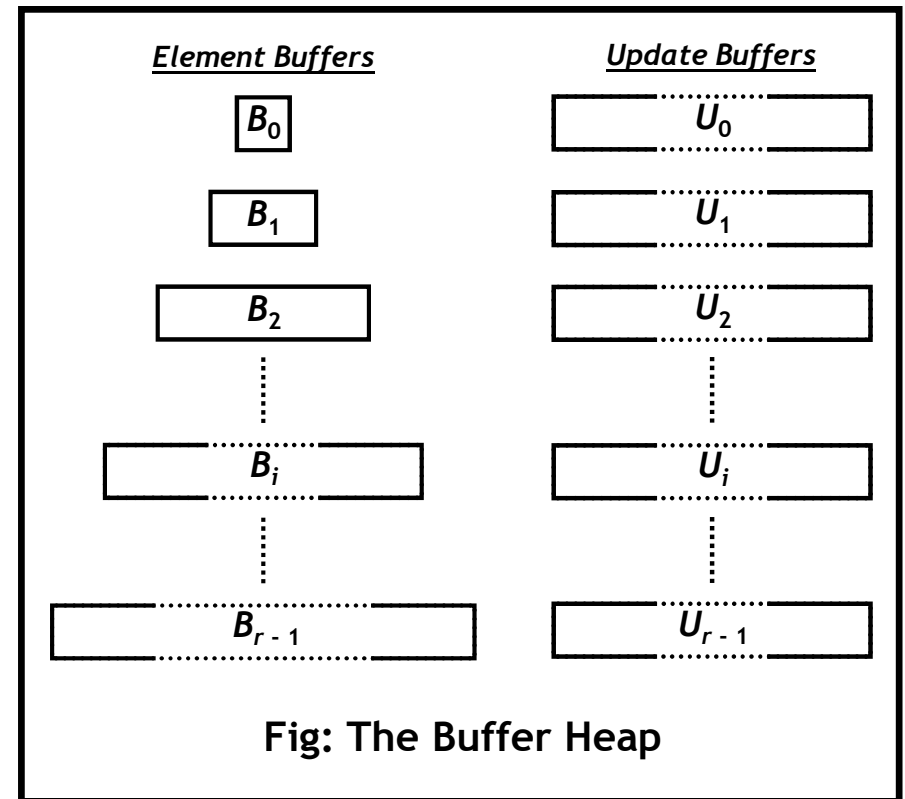 Element Buffers Update Buffers
B0 U0
B1 U1
B2 U2
Bi Ui
Br - 1 Ur - 1
Fig: The Buffer Heap